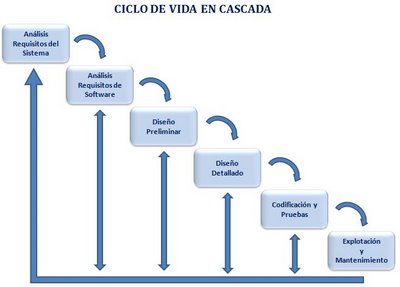 CICLO DE VIDA EN CASCADA
Análisis
Requisitos del
Sistema
Análisis
Requisitos de
Software
Diseño
Preliminar
Diseño
Detallado
Codificación y
Pruebas
Explotación
y
Mantenimiento